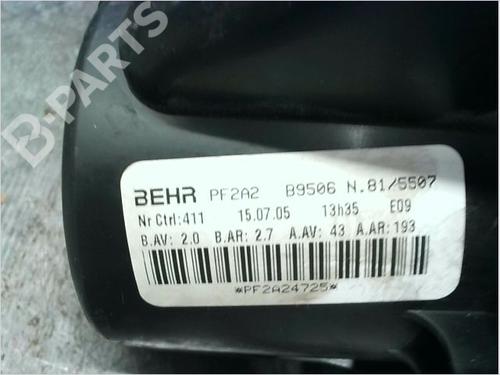 B-PARTS
BEHR PF2A2 B9506 N.81/5507
Nr Ctrl:411 15.07.05 13h35 E09
B.AV: 2.0 B.AR: 2.7 A.AV: 43 A.AR: 193
*PF2A24725*